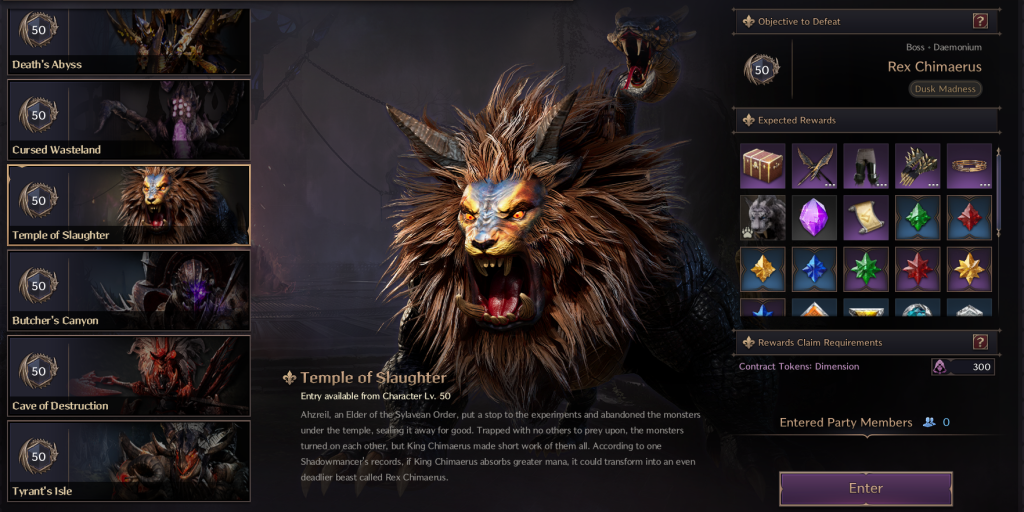 50
Death's Abyss
50
Cursed Wasteland
50
Temple of Slaughter
50
Butcher's Canyon
50
Cave of Destruction
50
Tyrant's Isle
Temple of Slaughter
Entry available from Character Lv. 50
Ahzreil, an Elder of the Sylavean Order, put a stop to the experiments and abandoned the monsters
under the temple, sealing it away for good. Trapped with no others to prey upon, the monsters
turned on each other, but King Chimaerus made short work of them all. According to one
Shadowmancer's records, if King Chimaerus absorbs greater mana, it could transform into an even
deadlier beast called Rex Chimaerus.
Objective to Defeat ?
50
Boss - Daemonium
Rex Chimaerus
Dusk Madness
Expected Rewards
Rewards Claim Requirements ?
Contract Tokens: Dimension 300
Entered Party Members 0
Enter